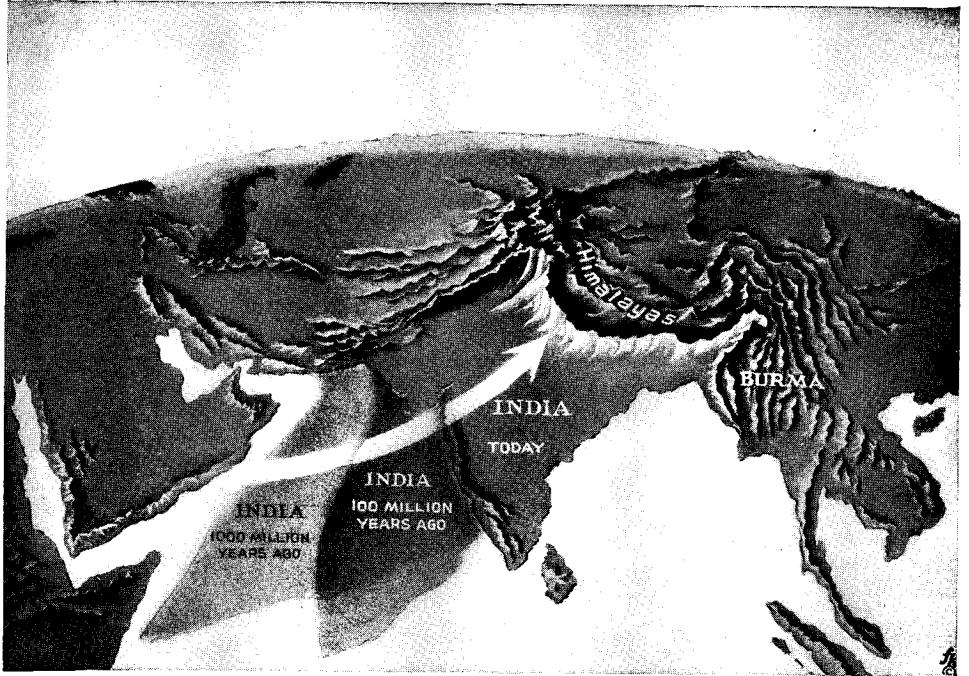 Himalayas
BURMA
INDIA
TODAY
INDIA
100 MILLION
YEARS AGO
INDIA
1000 MILLION
YEARS AGO